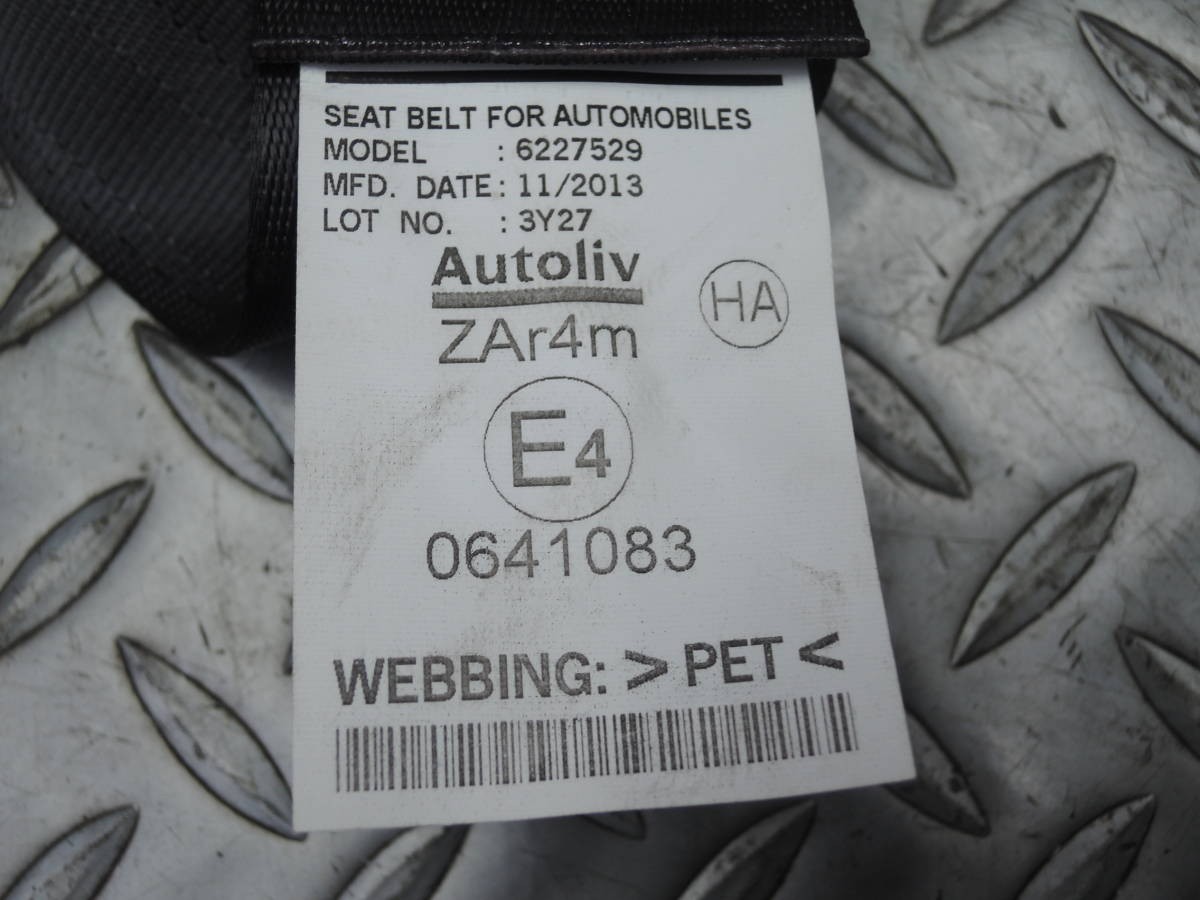 SEAT BELT FOR AUTOMOBILES
MODEL : 6227529
MFD. DATE: 11/2013
LOT NO. : 3Y27
Autoliv
HA
ZAr4m
E4
0641083
WEBBING: > PET <